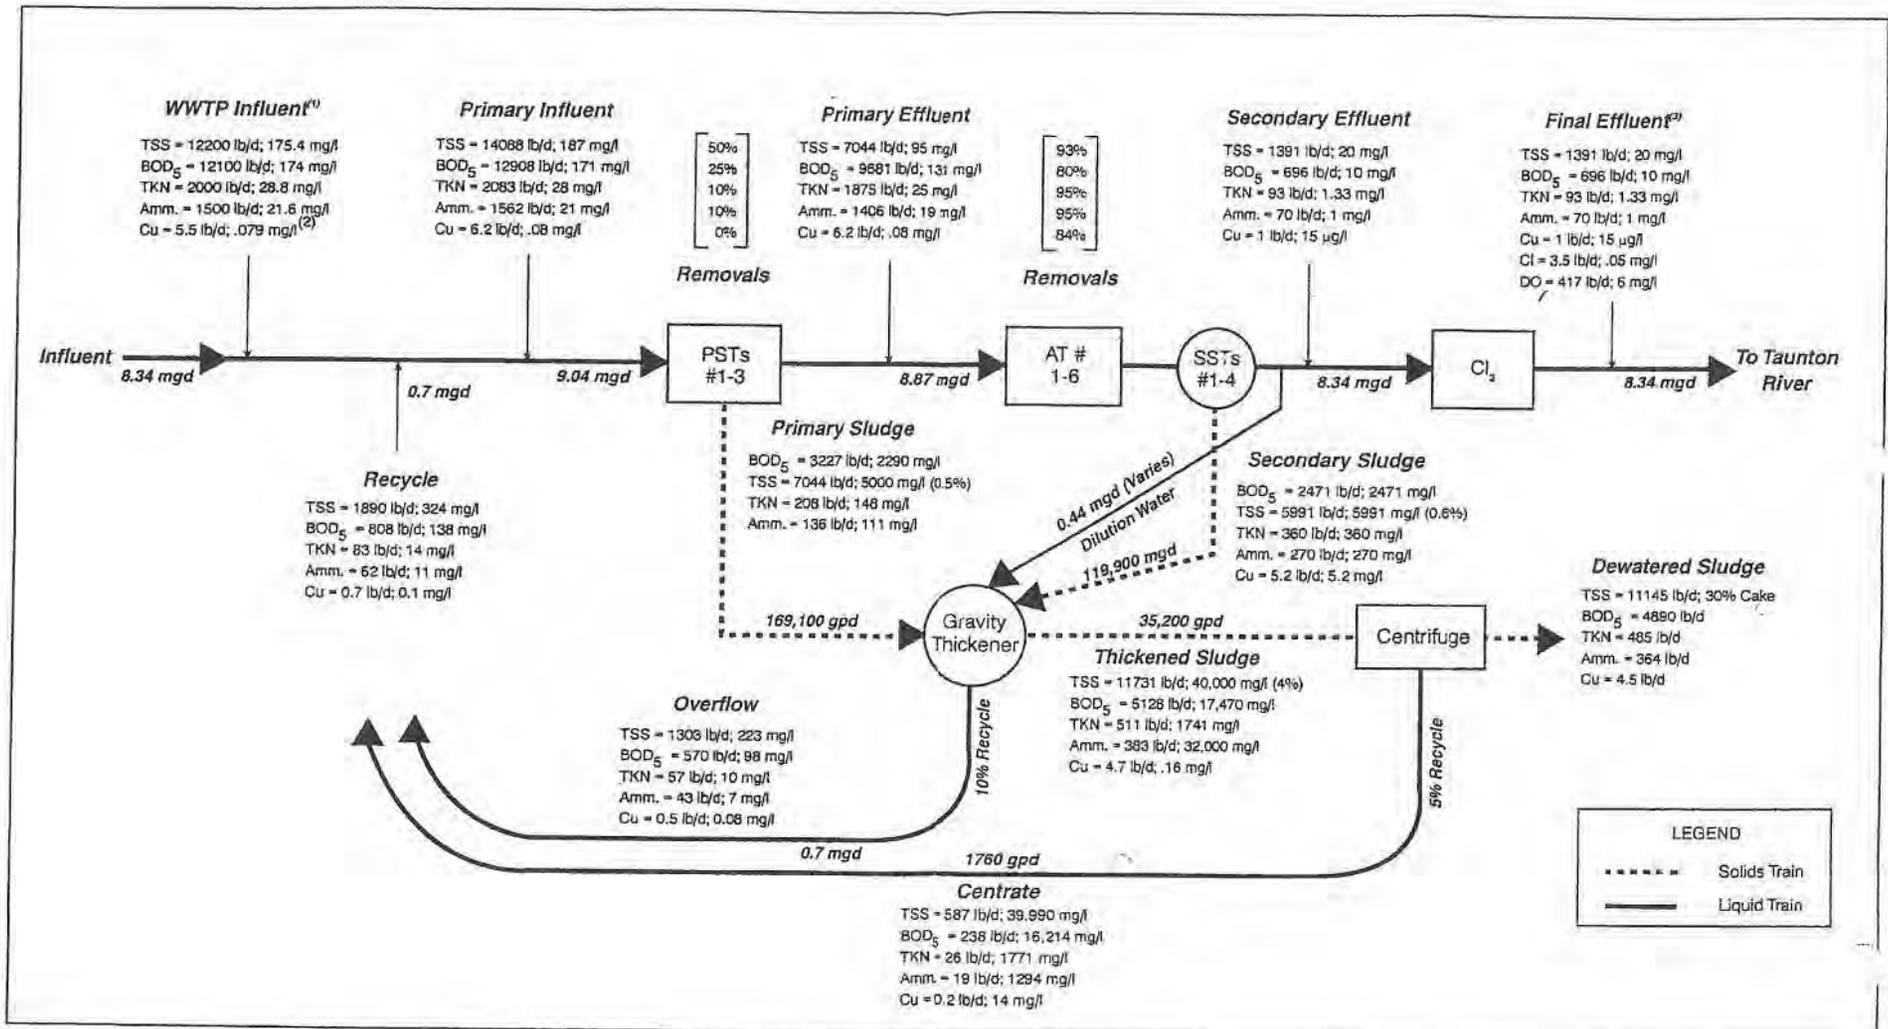 WWTP Influent(1)
TSS = 12200 lb/d; 175.4 mg/l
BOD5 = 12100 lb/d; 174 mg/l
TKN = 2000 lb/d; 28.8 mg/l
Amm. = 1500 lb/d; 21.6 mg/l
Cu = 5.5 lb/d; .079 mg/l(2)
Primary Influent
TSS = 14088 lb/d; 187 mg/l
BOD5 = 12908 lb/d; 171 mg/l
TKN = 2083 lb/d; 28 mg/l
Amm. = 1562 lb/d; 21 mg/l
Cu = 6.2 lb/d; .08 mg/l
50%
25%
10%
10%
0%
Removals
Primary Effluent
TSS = 7044 lb/d; 95 mg/l
BOD5 = 9681 lb/d; 131 mg/l
TKN = 1875 lb/d; 25 mg/l
Amm. = 1406 lb/d; 19 mg/l
Cu = 6.2 lb/d; .08 mg/l
93%
80%
95%
95%
84%
Removals
Secondary Effluent
TSS = 1391 lb/d; 20 mg/l
BOD5 = 696 lb/d; 10 mg/l
TKN = 93 lb/d; 1.33 mg/l
Amm. = 70 lb/d; 1 mg/l
Cu = 1 lb/d; 15 µg/l
Final Effluent
TSS = 1391 lb/d; 20 mg/l
BOD5 = 696 lb/d; 10 mg/l
TKN = 93 lb/d; 1.33 mg/l
Amm. = 70 lb/d; 1 mg/l
Cu = 1 lb/d; 15 µg/l
Cl = 3.5 lb/d; .05 mg/l
DO = 417 lb/d; 6 mg/l
Influent
8.34 mgd
0.7 mgd
9.04 mgd
PSTs
#1-3
8.87 mgd
AT #
1-6
SSTs
#1-4
8.34 mgd
Cl2
8.34 mgd
To Taunton
River
Recycle
TSS = 1890 lb/d; 324 mg/l
BOD5 = 808 lb/d; 138 mg/l
TKN = 83 lb/d; 14 mg/l
Amm. = 62 lb/d; 11 mg/l
Cu = 0.7 lb/d; 0.1 mg/l
Primary Sludge
BOD5 = 3227 lb/d; 2290 mg/l
TSS = 7044 lb/d; 5000 mg/l (0.5%)
TKN = 208 lb/d; 148 mg/l
Amm. = 136 lb/d; 111 mg/l
0.44 mgd (Varies)
Dilution Water
119,900 mgd
Secondary Sludge
BOD5 = 2471 lb/d; 2471 mg/l
TSS = 5991 lb/d; 5991 mg/l (0.6%)
TKN = 360 lb/d; 360 mg/l
Amm. = 270 lb/d; 270 mg/l
Cu = 5.2 lb/d; 5.2 mg/l
169,100 gpd
Gravity
Thickener
35,200 gpd
Centrifuge
Dewatered Sludge
TSS = 11145 lb/d; 30% Cake
BOD5 = 4890 lb/d
TKN = 485 lb/d
Amm. = 364 lb/d
Cu = 4.5 lb/d
Thickened Sludge
TSS = 11731 lb/d; 40,000 mg/l (4%)
BOD5 = 5128 lb/d; 17,470 mg/l
TKN = 511 lb/d; 1741 mg/l
Amm. = 383 lb/d; 32,000 mg/l
Cu = 4.7 lb/d; .16 mg/l
Overflow
TSS = 1303 lb/d; 223 mg/l
BOD5 = 570 lb/d; 98 mg/l
TKN = 57 lb/d; 10 mg/l
Amm. = 43 lb/d; 7 mg/l
Cu = 0.5 lb/d; 0.08 mg/l
10% Recycle
5% Recycle
0.7 mgd
1760 gpd
Centrate
TSS = 587 lb/d; 39,990 mg/l
BOD5 = 238 lb/d; 16,214 mg/l
TKN = 26 lb/d; 1771 mg/l
Amm. = 19 lb/d; 1294 mg/l
Cu = 0.2 lb/d; 14 mg/l
LEGEND
Solids Train
Liquid Train